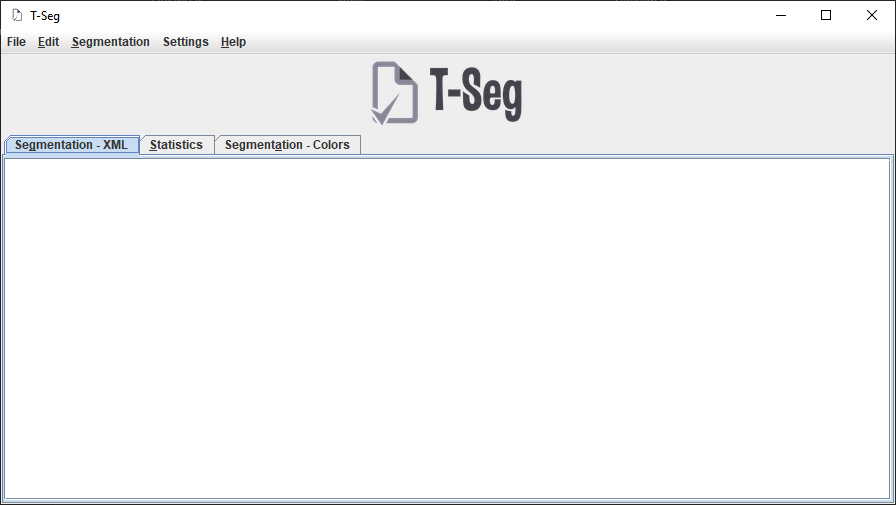 T-Seg
File Edit Segmentation Settings Help
T-Seg
Segmentation - XML Statistics Segmentation - Colors